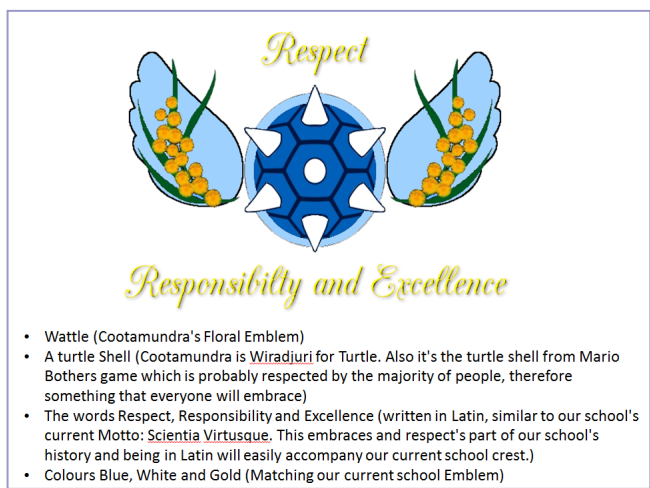 Respect
Responsibilty and Excellence
• Wattle (Cootamundra's Floral Emblem)
• A turtle Shell (Cootamundra is Wiradjuri for Turtle. Also it's the turtle shell from Mario
Bothers game which is probably respected by the majority of people, therefore
something that everyone will embrace)
• The words Respect, Responsibility and Excellence (written in Latin, similar to our school's
current Motto: Scientia Virtusque. This embraces and respect's part of our school's
history and being in Latin will easily accompany our current school crest.)
• Colours Blue, White and Gold (Matching our current school Emblem)